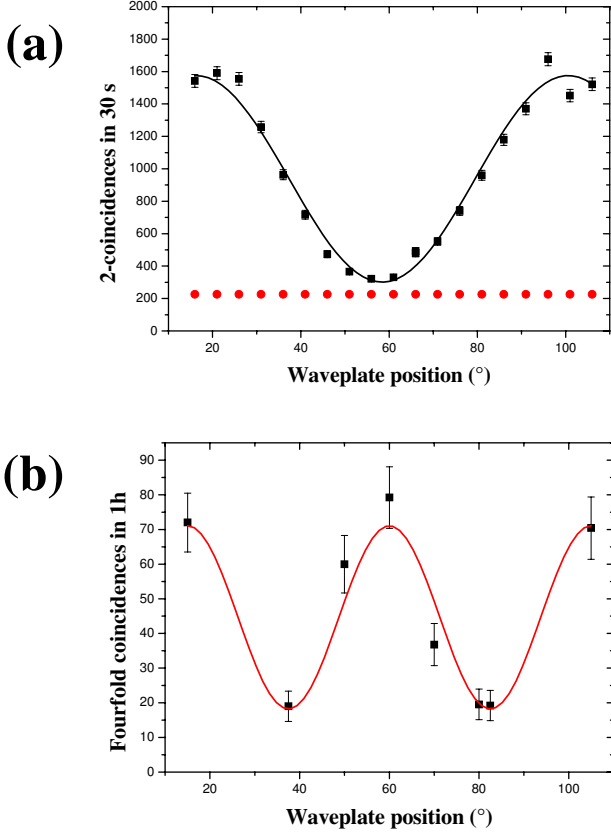 (a)
2-coincidences in 30 s
1800
1600
1400
1200
1000
800
600
400
200
0
20 40 60 80 100
Waveplate position (°)
(b)
Fourfold coincidences in 1h
90
80
70
60
50
40
30
20
10
0
20 40 60 80 100
Waveplate position (°)